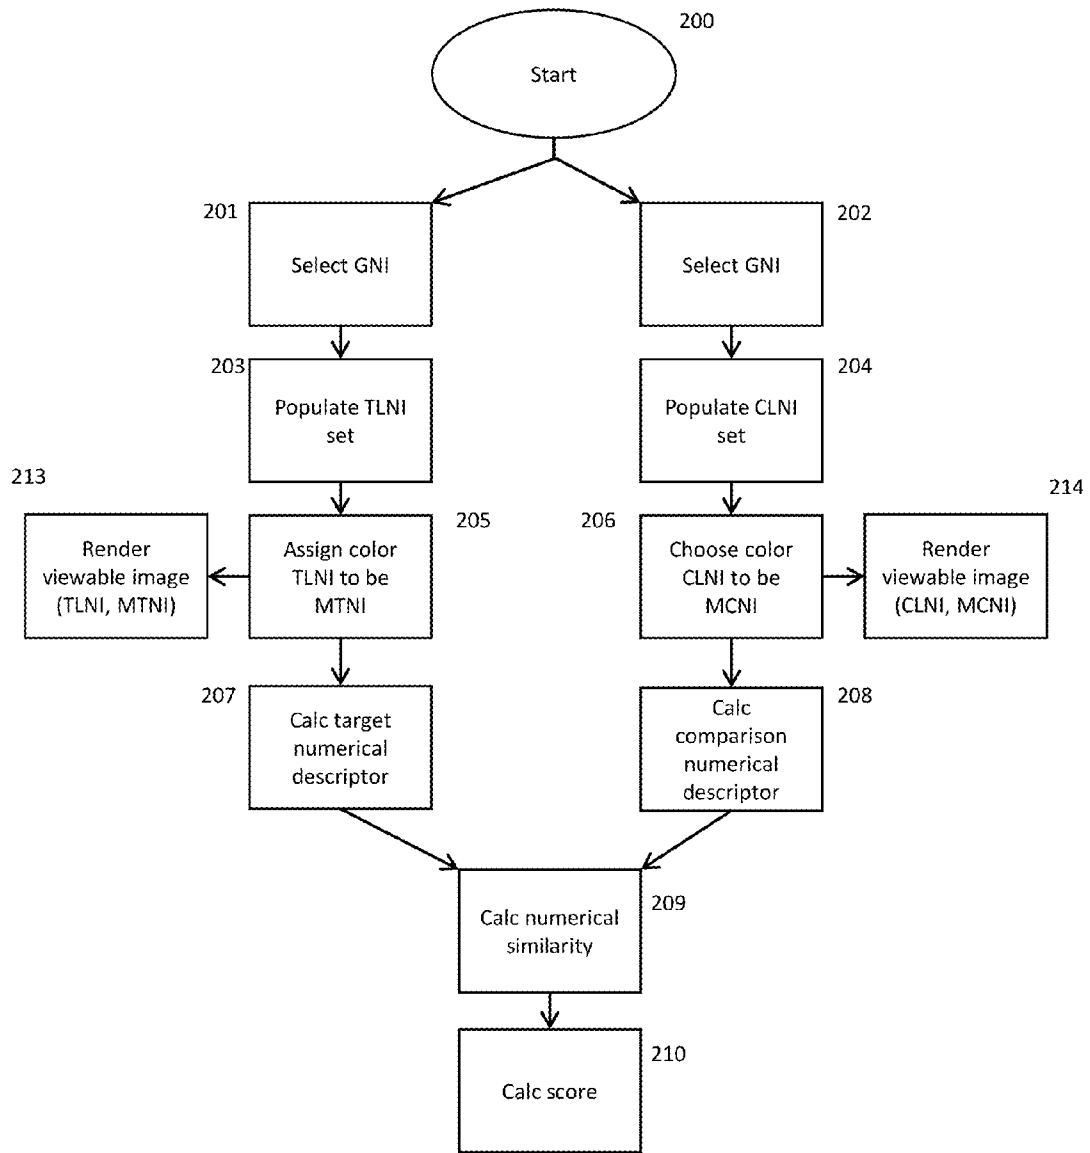 200
Start
201
202
Select GNI
Select GNI
203
204
Populate TLNI
set
Populate CLNI
set
213
214
205
206
Render
viewable image
(TLNI, MTNI)
Assign color
TLNI to be
MTNI
Choose color
CLNI to be
MCNI
Render
viewable image
(CLNI, MCNI)
207
208
Calc target
numerical
descriptor
Calc
comparison
numerical
descriptor
209
Calc numerical
similarity
210
Calc score